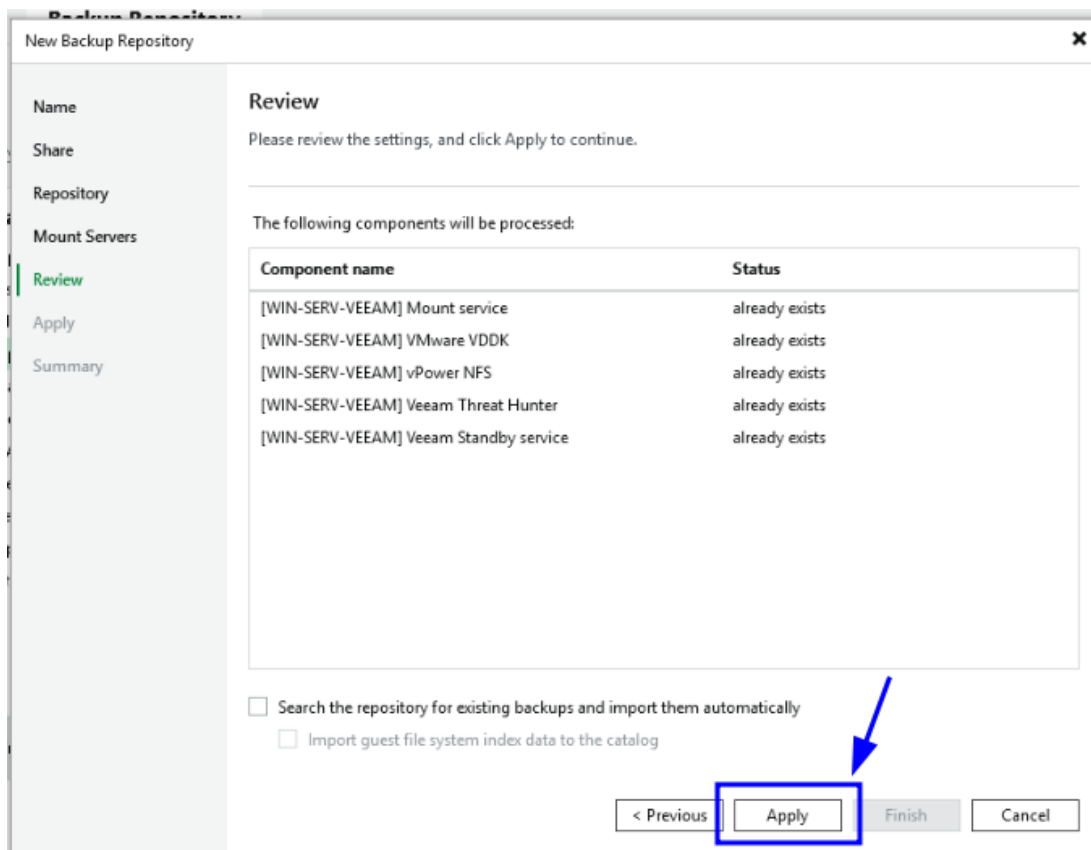 Backup Repository
New Backup Repository
Name
Share
Repository
Mount Servers
Review
Apply
Summary
Review
Please review the settings, and click Apply to continue.
The following components will be processed:
Component name Status
[WIN-SERV-VEEAM] Mount service already exists
[WIN-SERV-VEEAM] VMware VDDK already exists
[WIN-SERV-VEEAM] vPower NFS already exists
[WIN-SERV-VEEAM] Veeam Threat Hunter already exists
[WIN-SERV-VEEAM] Veeam Standby service already exists
Search the repository for existing backups and import them automatically
Import guest file system index data to the catalog
< Previous Apply Finish Cancel